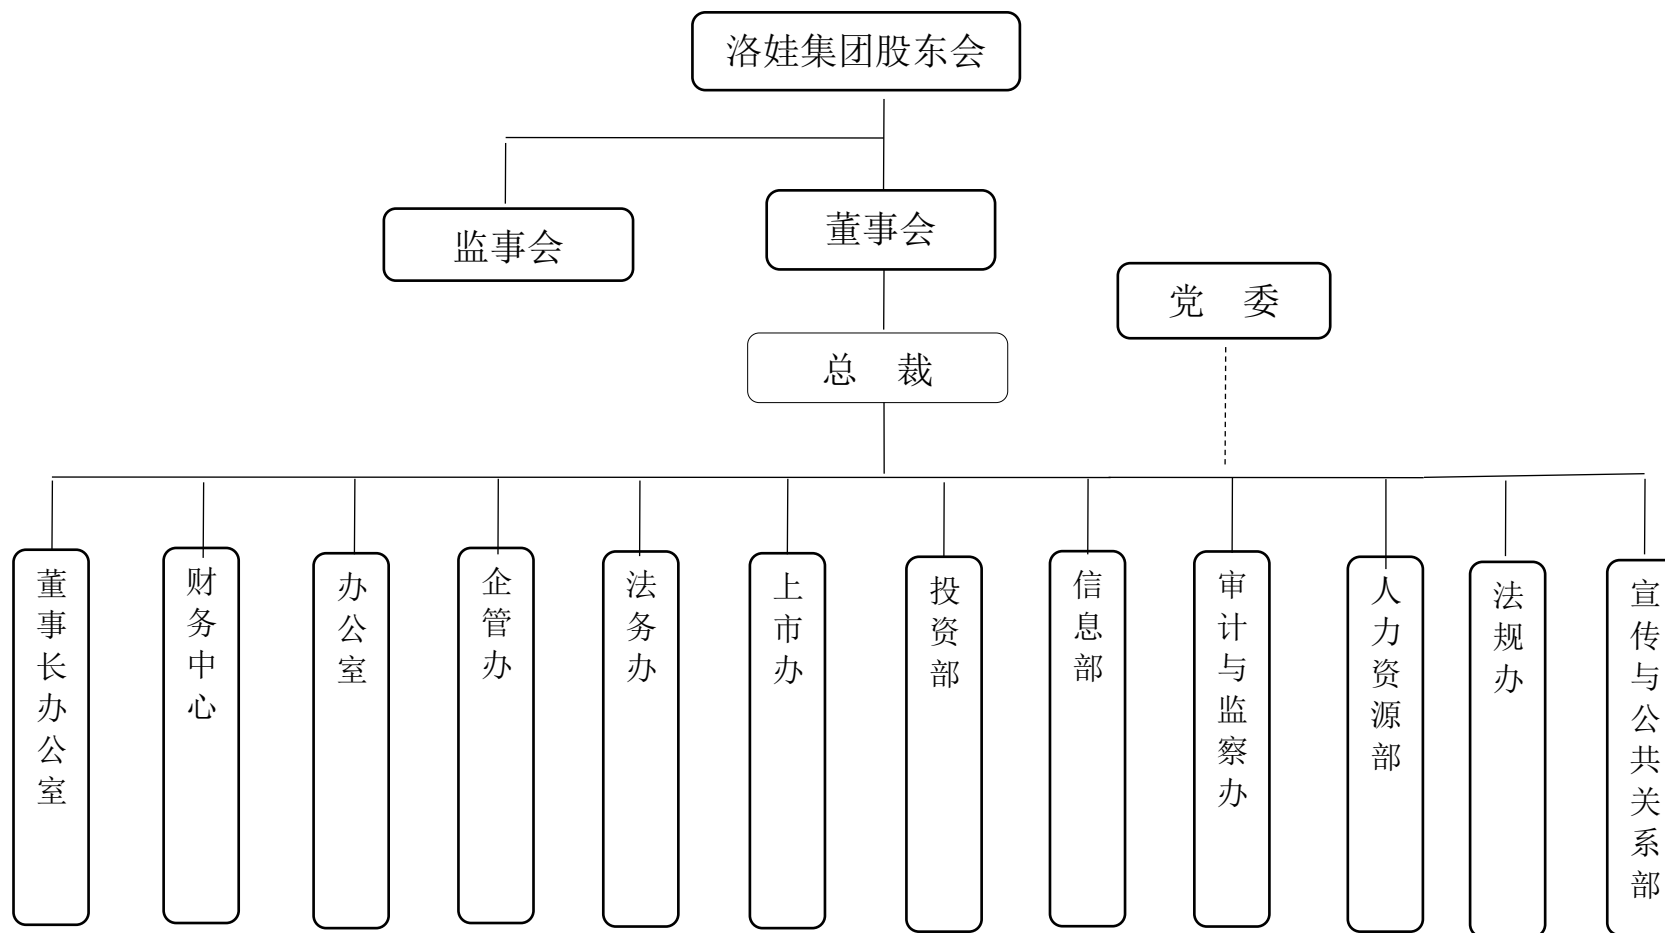 洛娃集团股东会
监事会
董事会
党 委
总 裁
董事长办公室
财务中心
办公室
企管办
法务办
上市办
投资部
信息部
审计与监察办
人力资源部
法规办
宣传与公共关系部